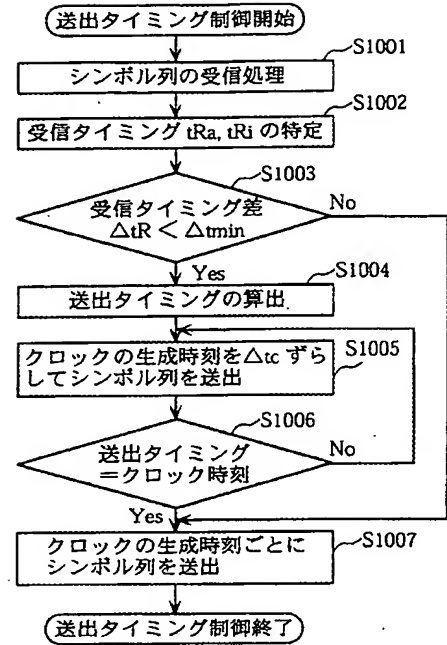 送出タイミング制御開始
S1001
シンボル列の受信処理
S1002
受信タイミング tRa, tRi の特定
S1003
受信タイミング差
△tR < △tmin
No
Yes
S1004
送出タイミングの算出
クロックの生成時刻を△tc ずら
してシンボル列を送出
S1005
S1006
送出タイミング
=クロック時刻
No
Yes
クロックの生成時刻ごとに
シンボル列を送出
S1007
送出タイミング制御終了